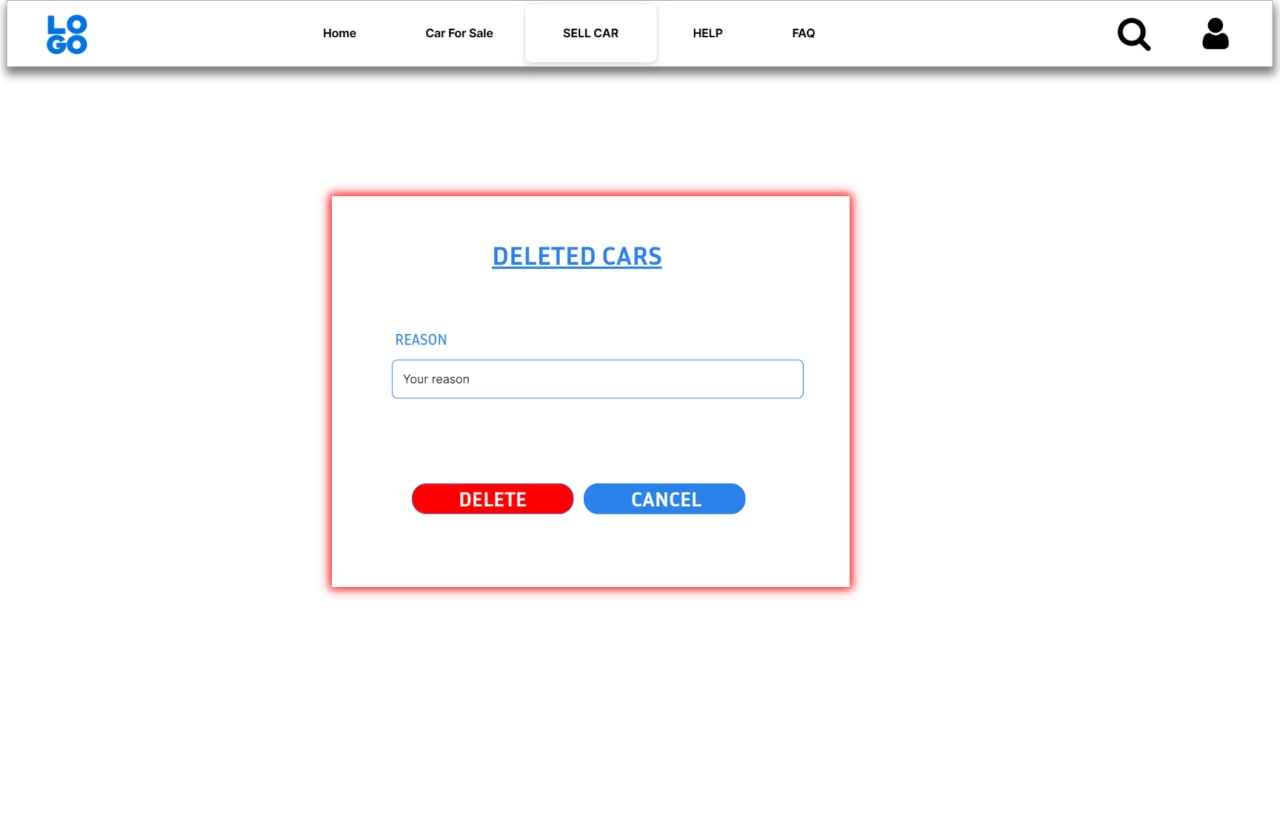 LO
GO
Home Car For Sale SELL CAR HELP FAQ
DELETED CARS
REASON
Your reason
DELETE CANCEL